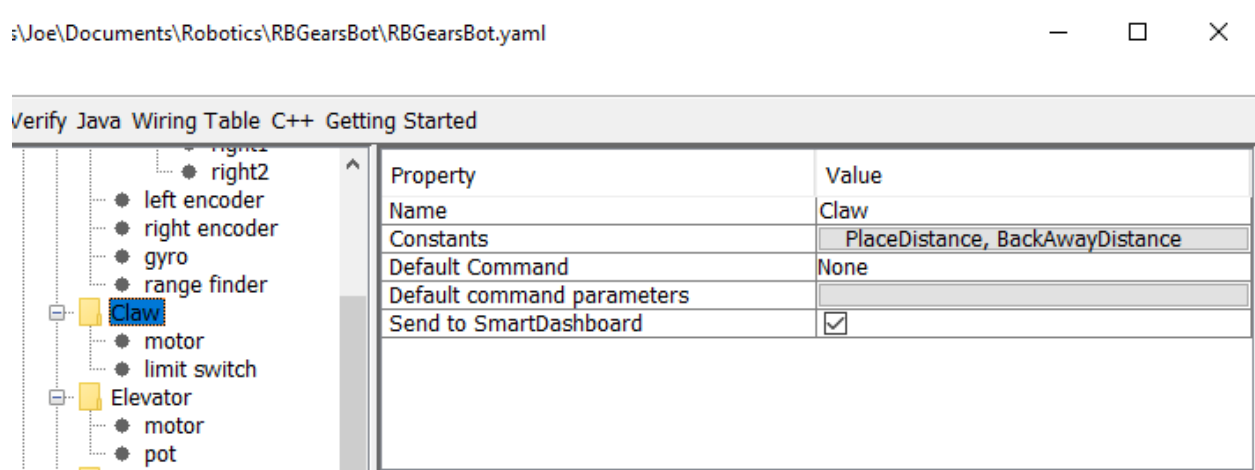 s\Joe\Documents\Robotics\RBGearsBot\RBGearsBot.yaml
Verify Java Wiring Table C++ Getting Started
right2
left encoder
right encoder
gyro
range finder
Claw
motor
limit switch
Elevator
motor
pot
Property Value
Name Claw
Constants PlaceDistance, BackAwayDistance
Default Command None
Default command parameters
Send to SmartDashboard